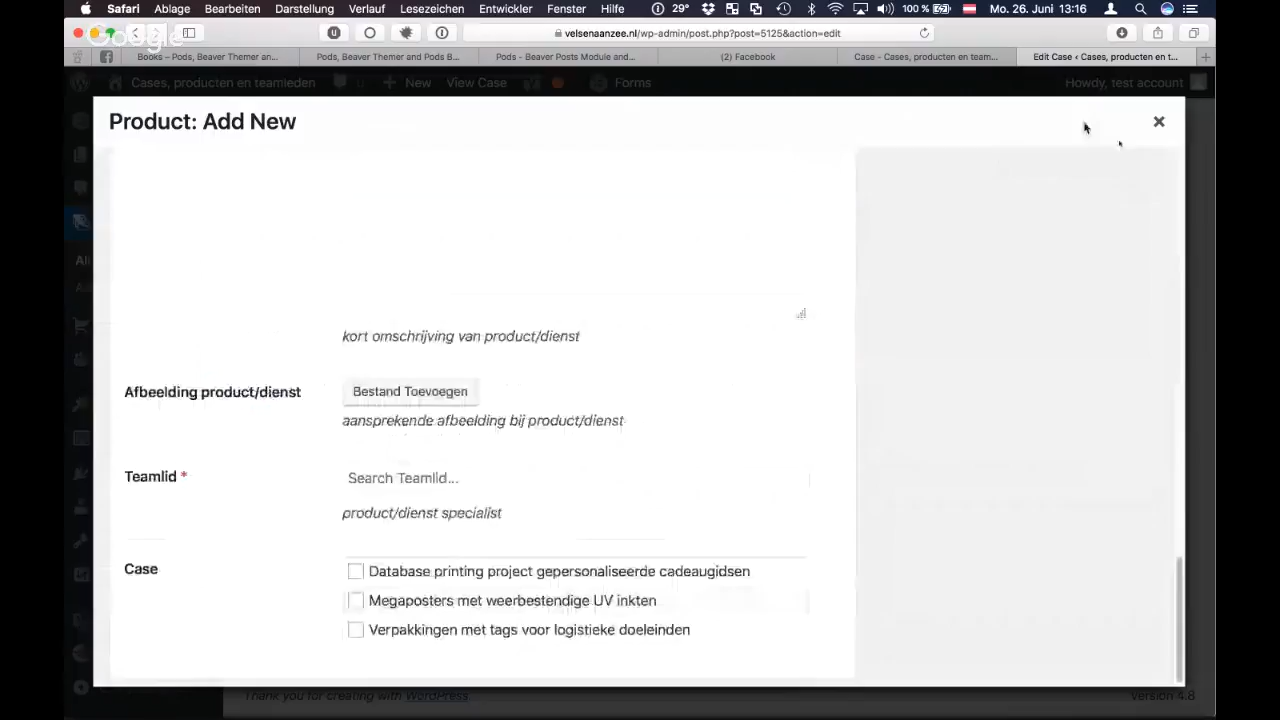 Safari Ablage Bearbeiten Darstellung Verlauf Lesezeichen Entwickler Fenster Hilfe 29° 100 % Mo. 26. Juni 13:16
Google
velsenaanzee.nl/wp-admin/post.php?post=5125&action=edit
Books – Pods, Beaver Themer an... Pods, Beaver Themer and Pods B... Pods - Beaver Posts Module and... (2) Facebook Case - Cases, producten en team... Edit Case ‹ Cases, producten en t...
Cases, producten en teamleden New View Case Forms Howdy, test account
Product: Add New
All
kort omschrijving van product/dienst
Afbeelding product/dienst Bestand Toevoegen
aansprekende afbeelding bij product/dienst
Teamlid * Search Teamlid...
product/dienst specialist
Case Database printing project gepersonaliseerde cadeaugidsen
Megaposters met weerbestendige UV inkten
Verpakkingen met tags voor logistieke doeleinden
Thank you for creating with WordPress Version 4.8